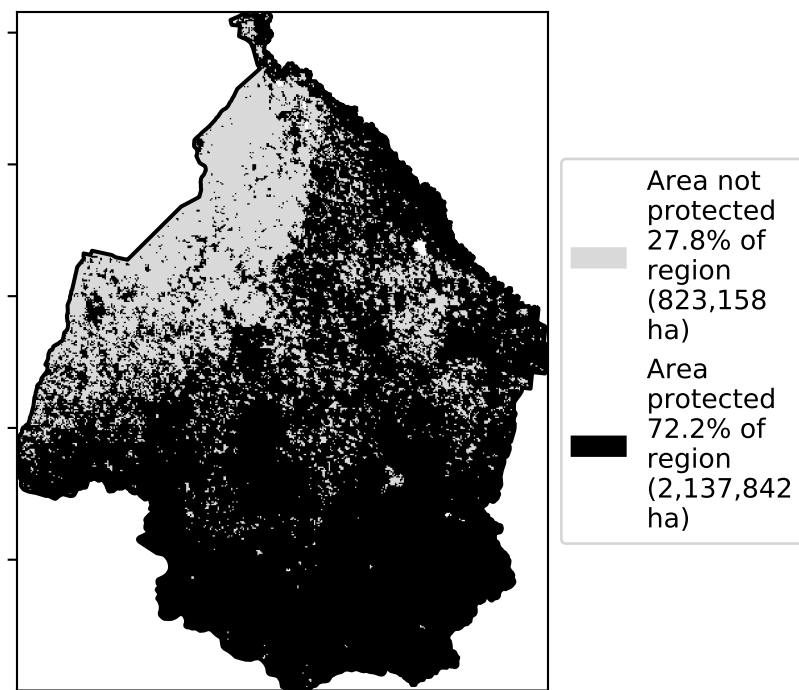 Area not
protected
27.8% of
region
(823,158
ha)
Area
protected
72.2% of
region
(2,137,842
ha)